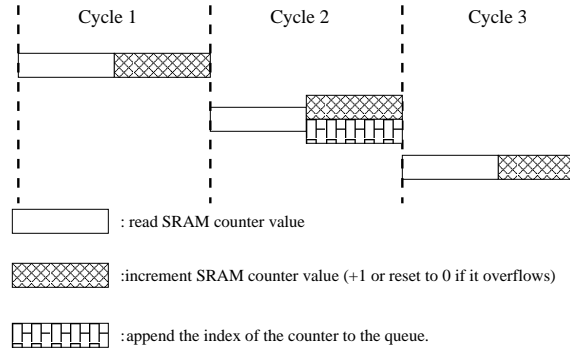 Cycle 1
Cycle 2
Cycle 3
: read SRAM counter value
:increment SRAM counter value (+1 or reset to 0 if it overflows)
:append the index of the counter to the queue.